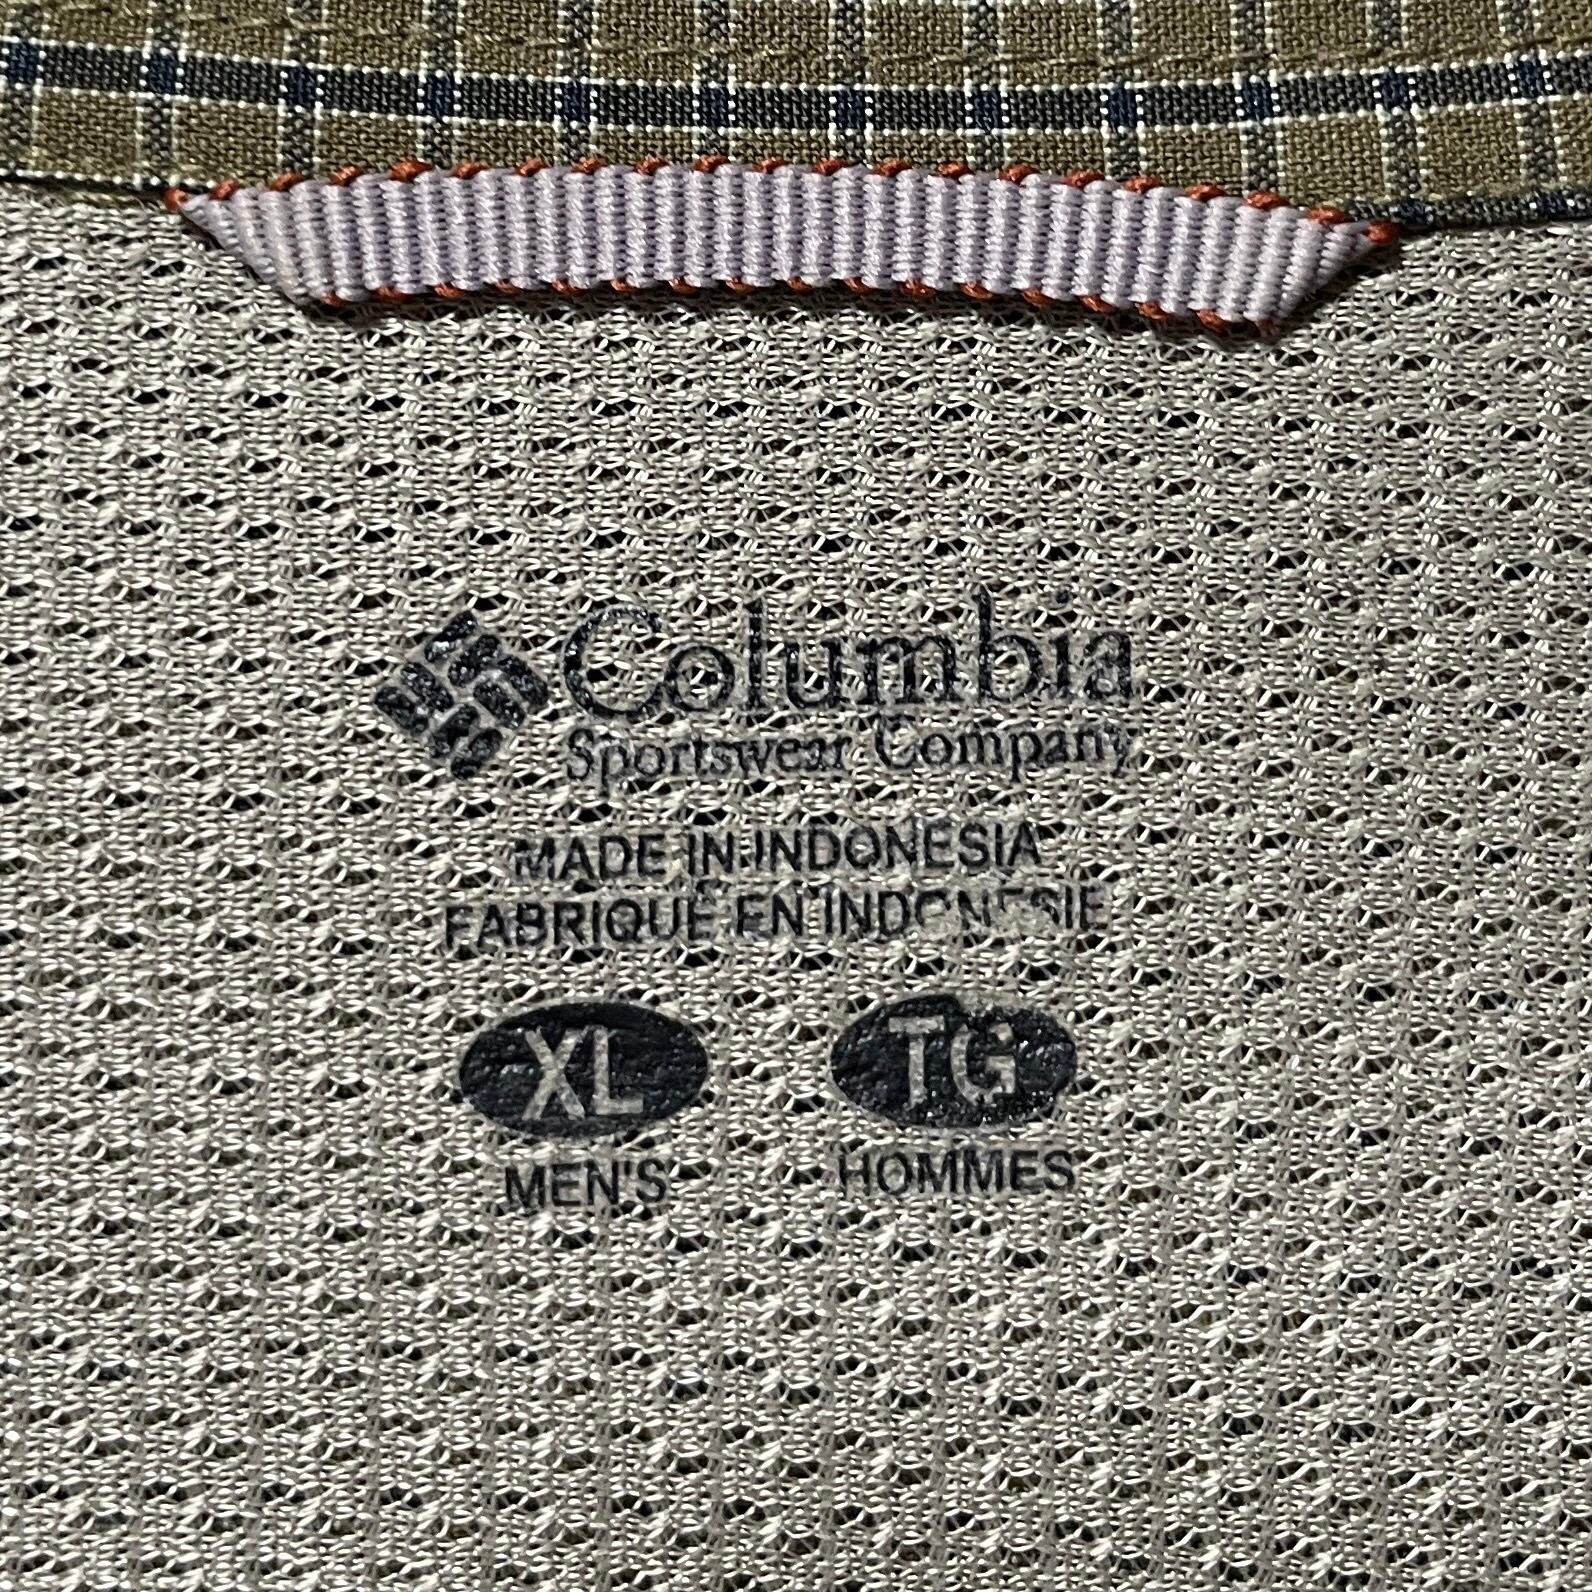 Columbia
Sportswear Company
MADE IN INDONESIA
FABRIQUÉ EN INDONESIE
XL TG
MEN'S HOMMES